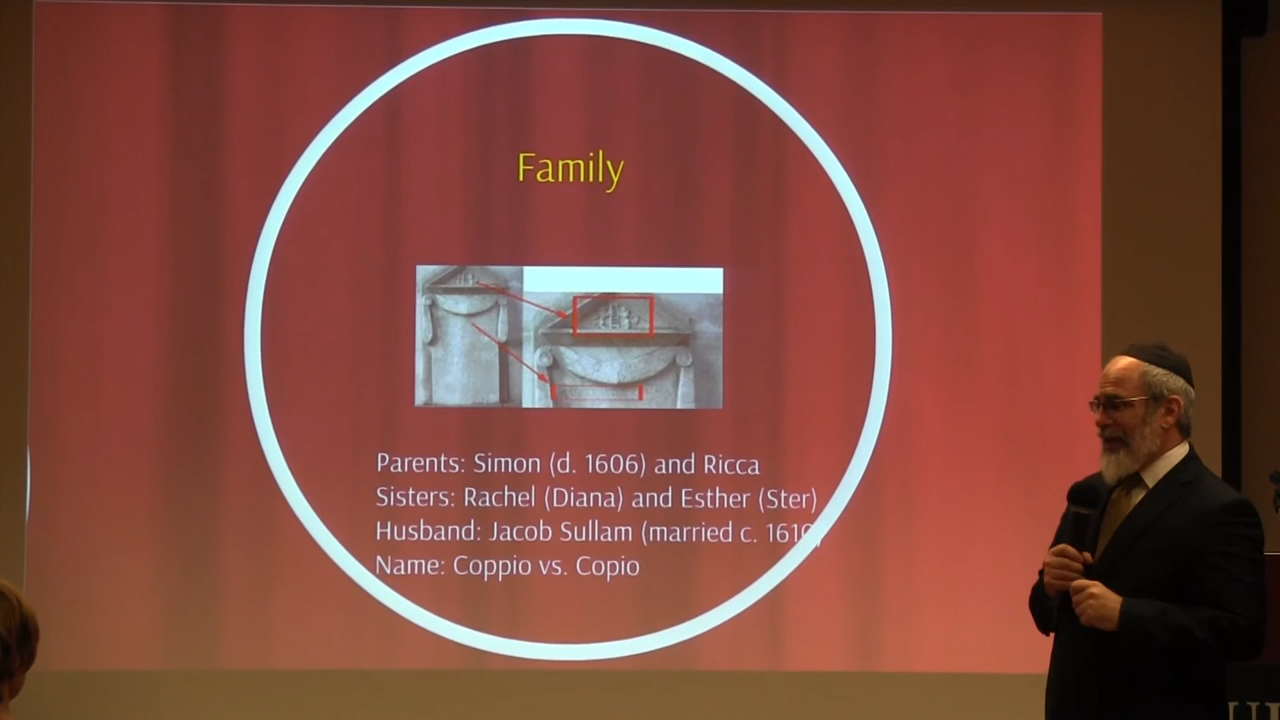 Family
Parents: Simon (d. 1606) and Ricca
Sisters: Rachel (Diana) and Esther (Ster)
Husband: Jacob Sullam (married c. 1610)
Name: Coppio vs. Copio